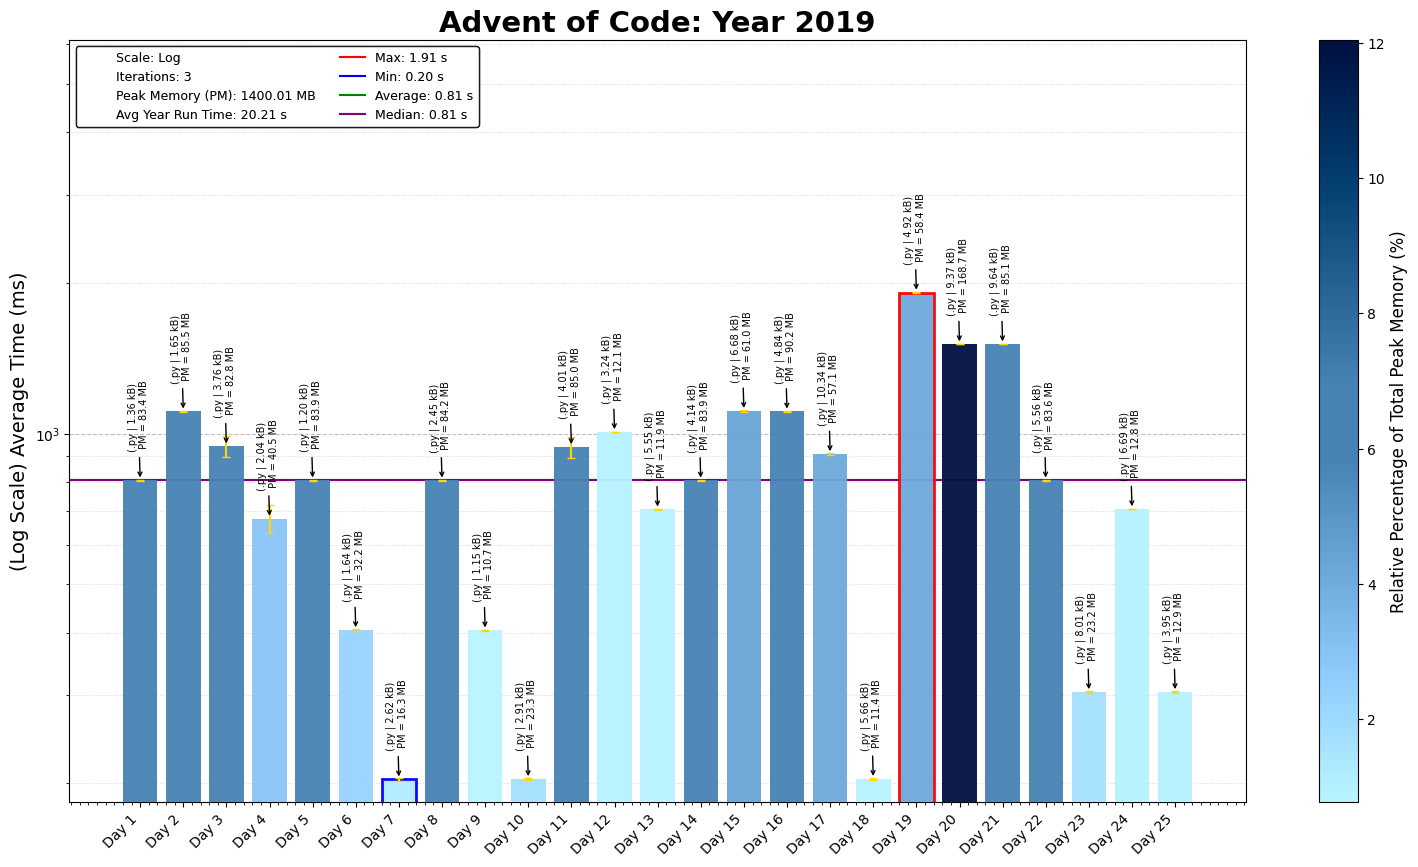 Advent of Code: Year 2019
Scale: Log
Iterations: 3
Peak Memory (PM): 1400.01 MB
Avg Year Run Time: 20.21 s
Max: 1.91 s
Min: 0.20 s
Average: 0.81 s
Median: 0.81 s
(Log Scale) Average Time (ms)
10³
(.py | 1.36 kB)
PM = 83.4 MB
(.py | 1.65 kB)
PM = 85.5 MB
(.py | 3.76 kB)
PM = 82.8 MB
(.py | 2.04 kB)
PM = 40.5 MB
(.py | 1.20 kB)
PM = 83.9 MB
(.py | 1.64 kB)
PM = 32.2 MB
(.py | 2.62 kB)
PM = 16.3 MB
(.py | 2.45 kB)
PM = 84.2 MB
(.py | 1.15 kB)
PM = 10.7 MB
(.py | 2.91 kB)
PM = 23.3 MB
(.py | 4.01 kB)
PM = 85.0 MB
(.py | 3.24 kB)
PM = 12.1 MB
(.py | 5.55 kB)
PM = 11.9 MB
(.py | 4.14 kB)
PM = 83.9 MB
(.py | 6.68 kB)
PM = 61.0 MB
(.py | 4.84 kB)
PM = 90.2 MB
(.py | 10.34 kB)
PM = 57.1 MB
(.py | 5.66 kB)
PM = 11.4 MB
(.py | 4.92 kB)
PM = 58.4 MB
(.py | 9.37 kB)
PM = 168.7 MB
(.py | 9.64 kB)
PM = 85.1 MB
(.py | 5.56 kB)
PM = 83.6 MB
(.py | 8.01 kB)
PM = 23.2 MB
(.py | 6.69 kB)
PM = 12.8 MB
(.py | 3.95 kB)
PM = 12.9 MB
Day 1
Day 2
Day 3
Day 4
Day 5
Day 6
Day 7
Day 8
Day 9
Day 10
Day 11
Day 12
Day 13
Day 14
Day 15
Day 16
Day 17
Day 18
Day 19
Day 20
Day 21
Day 22
Day 23
Day 24
Day 25
12
10
8
6
4
2
Relative Percentage of Total Peak Memory (%)